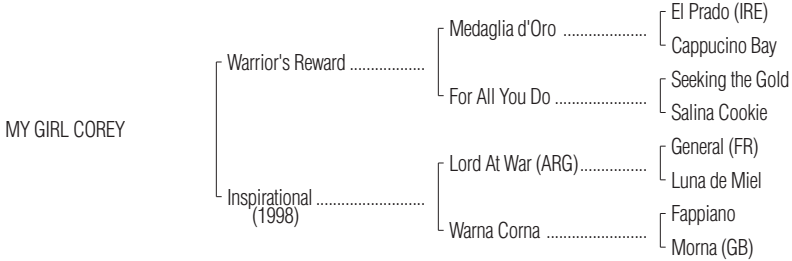 El Prado (IRE)
Medaglia d'Oro ....................
Cappucino Bay
Warrior's Reward ..................
Seeking the Gold
For All You Do ......................
Salina Cookie
MY GIRL COREY
General (FR)
Lord At War (ARG)................
Luna de Miel
Inspirational ..........................
(1998)
Fappiano
Warna Corna ........................
Morna (GB)